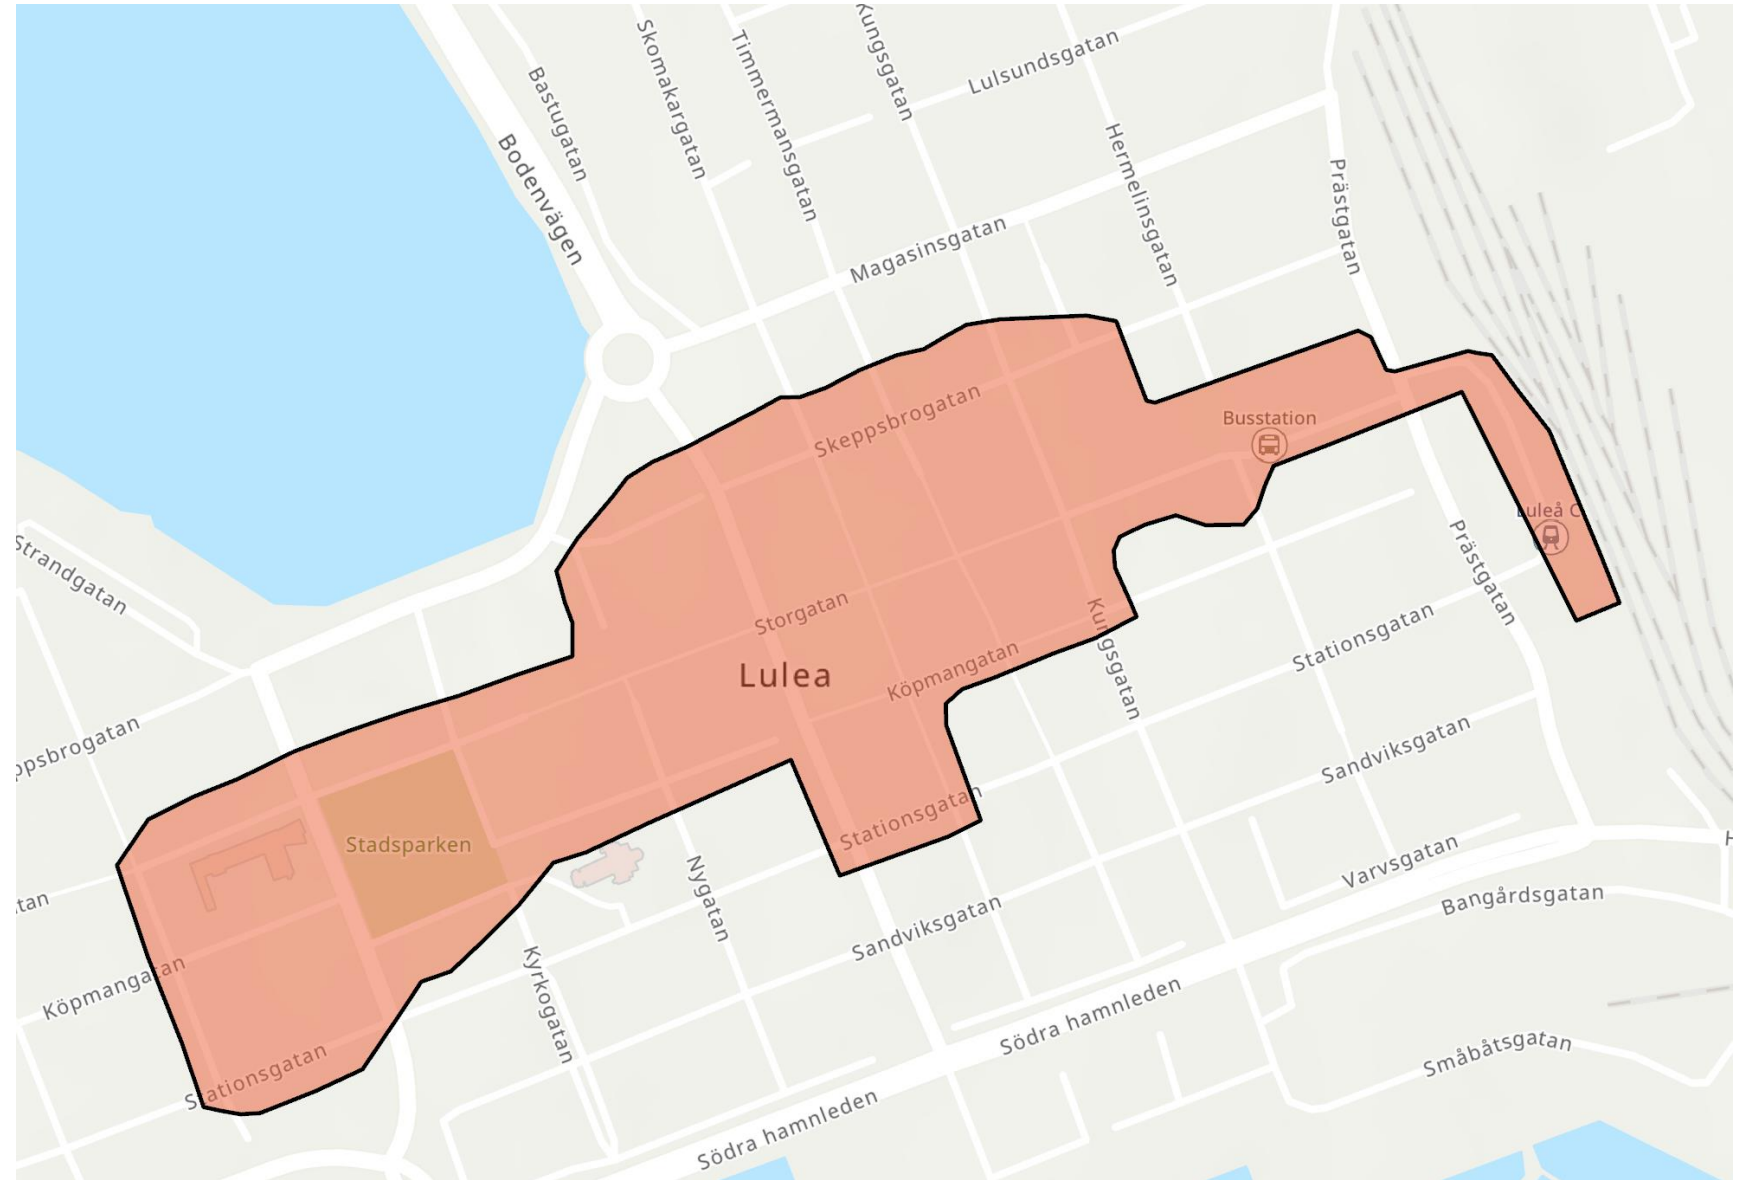 Skomakargatan
Timmermansgatan
Kungsgatan
Lulsundsgatan
Bastugatan
Bodenvägen
Hermelinsgatan
Prästgatan
Magasinsgatan
Skeppsbrogatan
Busstation
Luleå C
Strandgatan
Storgatan
Prästgatan
Kungsgatan
Stationsgatan
Köpmangatan
Lulea
ppsbrogatan
Sandviksgatan
Stationsgatan
Stadsparken
Varvsgatan
H
Bangårdsgatan
tan
Nygatan
Sandviksgatan
Köpmangatan
Kyrkogatan
Södra hamnleden
Småbåtsgatan
Stationsgatan
Södra hamnleden